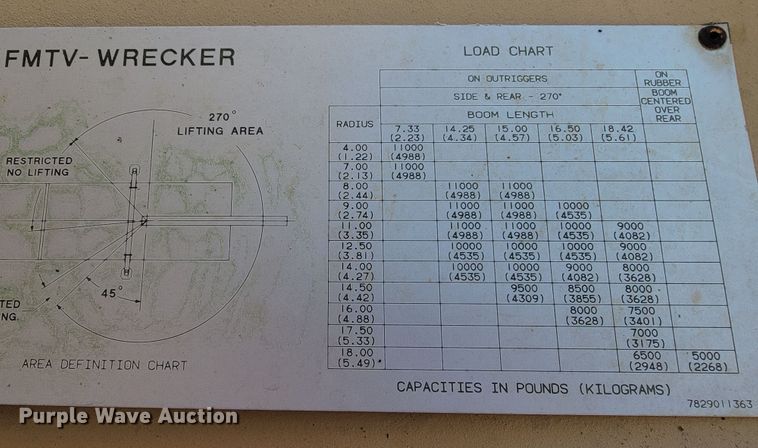 FMTV-WRECKER
LOAD CHART
270°
LIFTING AREA
RESTRICTED
NO LIFTING
45°
AREA DEFINITION CHART
ON OUTRIGGERS
ON RUBBER
SIDE & REAR - 270°
BOOM CENTERED OVER REAR
RADIUS
BOOM LENGTH
7.33 14.25 15.00 16.50 18.42
(2.23) (4.34) (4.57) (5.03) (5.61)
4.00 11000
(1.22) (4988)
7.00 11000
(2.13) (4988)
8.00 11000 11000
(2.44) (4988) (4988)
9.00 11000 11000 10000
(2.74) (4988) (4988) (4535)
11.00 11000 11000 10000 9000
(3.35) (4988) (4988) (4535) (4082)
12.50 10000 10000 10000 9000
(3.81) (4535) (4535) (4535) (4082)
14.00 10000 10000 9000 8000
(4.27) (4535) (4535) (4082) (3628)
14.50 9500 8500 8000
(4.42) (4309) (3855) (3628)
16.00 8000 7500
(4.88) (3628) (3401)
17.50 7000
(5.33) (3175)
18.00 6500 5000
(5.49) (2948) (2268)
CAPACITIES IN POUNDS (KILOGRAMS)
7829011363
Purple Wave Auction